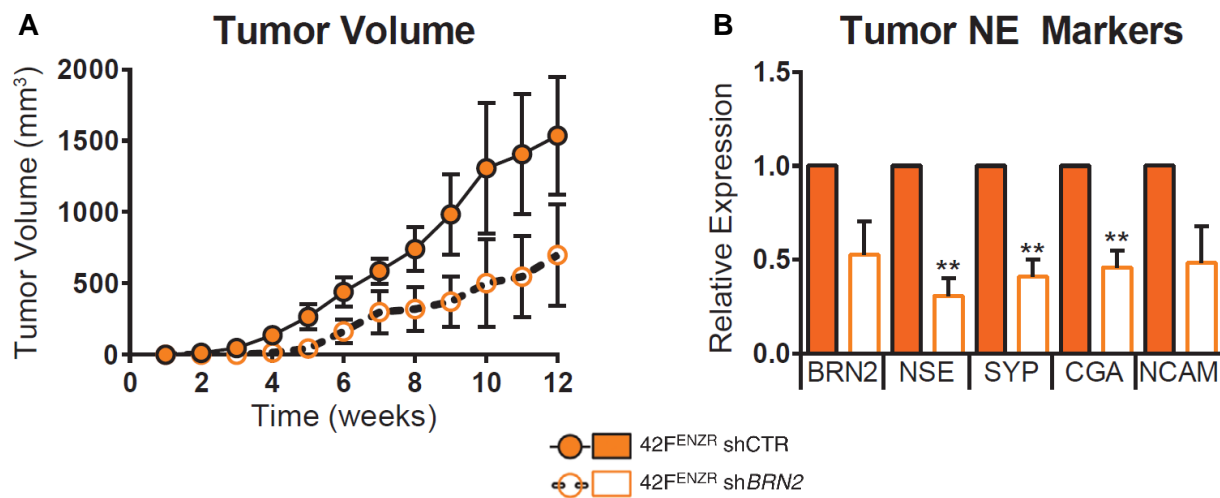 A
Tumor Volume
Tumor Volume (mm³)
2000
1500
1000
500
0
0 2 4 6 8 10 12
Time (weeks)
B
Tumor NE Markers
Relative Expression
1.5
1.0
0.5
0.0
** ** **
BRN2 NSE SYP CGA NCAM
42Fᴱᴺᶻᴿ shCTR
42Fᴱᴺᶻᴿ shBRN2